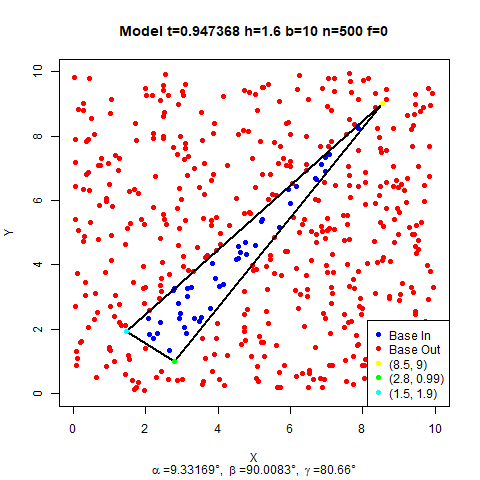 Model t=0.947368 h=1.6 b=10 n=500 f=0
10
8
6
4
2
0
Y
Base In
Base Out
(8.5, 9)
(2.8, 0.99)
(1.5, 1.9)
0 2 4 6 8 10
X
α=9.33169°, β=90.0083°, γ=80.66°